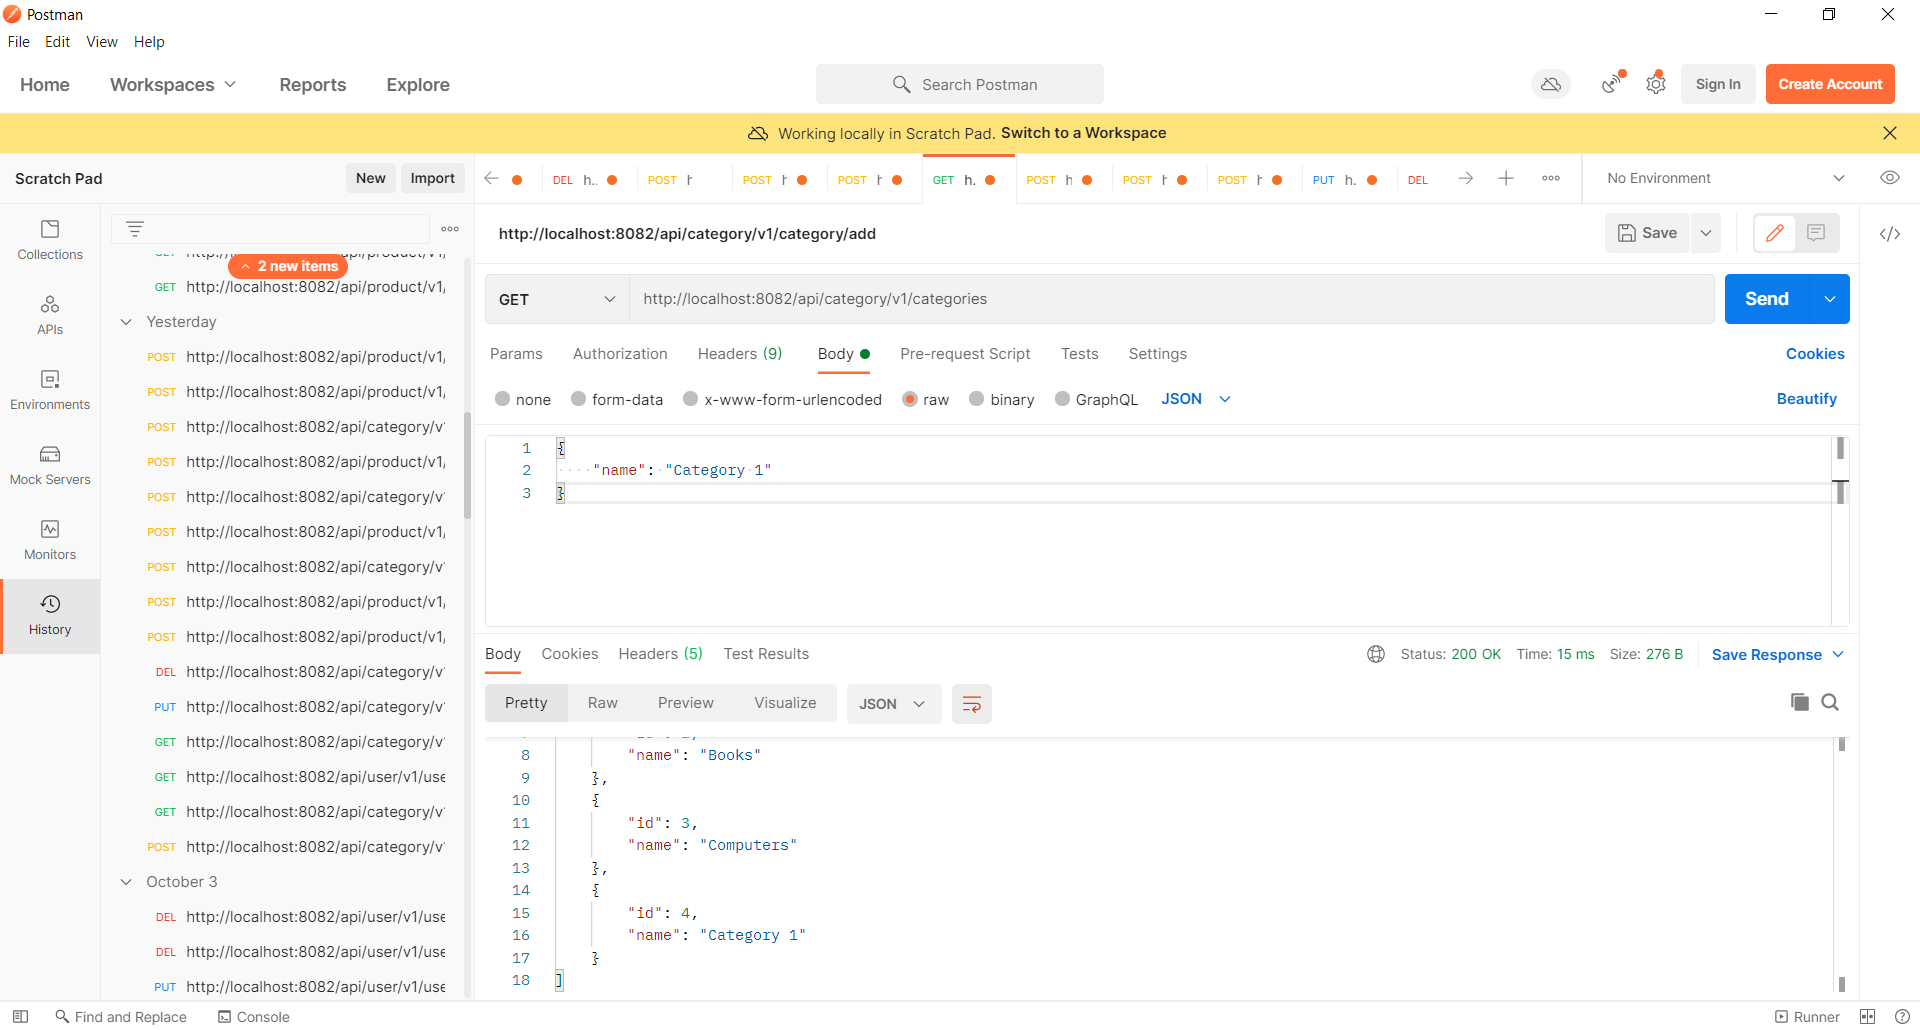 Postman
File Edit View Help
Home Workspaces Reports Explore Search Postman Sign In Create Account
Working locally in Scratch Pad. Switch to a Workspace
Scratch Pad New Import
DEL h.. POST POST POST GET h. POST POST POST PUT h. DEL No Environment
http://localhost:8082/api/category/v1/category/add Save
Collections
2 new items
GET http://localhost:8082/api/product/v1/
GET http://localhost:8082/api/category/v1/categories Send
APIs
Yesterday
Params Authorization Headers (9) Body Pre-request Script Tests Settings Cookies
POST http://localhost:8082/api/product/v1/
POST http://localhost:8082/api/product/v1/
none form-data x-www-form-urlencoded raw binary GraphQL JSON Beautify
Environments
POST http://localhost:8082/api/category/v
1 {
2 "name": "Category 1"
3 }
POST http://localhost:8082/api/product/v1/
Mock Servers
POST http://localhost:8082/api/category/v
POST http://localhost:8082/api/product/v1/
Monitors
POST http://localhost:8082/api/category/v
POST http://localhost:8082/api/product/v1/
History
POST http://localhost:8082/api/product/v1/
Body Cookies Headers (5) Test Results Status: 200 OK Time: 15 ms Size: 276 B Save Response
DEL http://localhost:8082/api/category/v
PUT http://localhost:8082/api/category/v
Pretty Raw Preview Visualize JSON
GET http://localhost:8082/api/category/v
GET http://localhost:8082/api/user/v1/use
GET http://localhost:8082/api/category/v
POST http://localhost:8082/api/category/v
October 3
DEL http://localhost:8082/api/user/v1/use
DEL http://localhost:8082/api/user/v1/use
PUT http://localhost:8082/api/user/v1/use
8 "name": "Books"
9 },
10 {
11 "id": 3,
12 "name": "Computers"
13 },
14 {
15 "id": 4,
16 "name": "Category 1"
17 }
18 ]
Find and Replace Console Runner